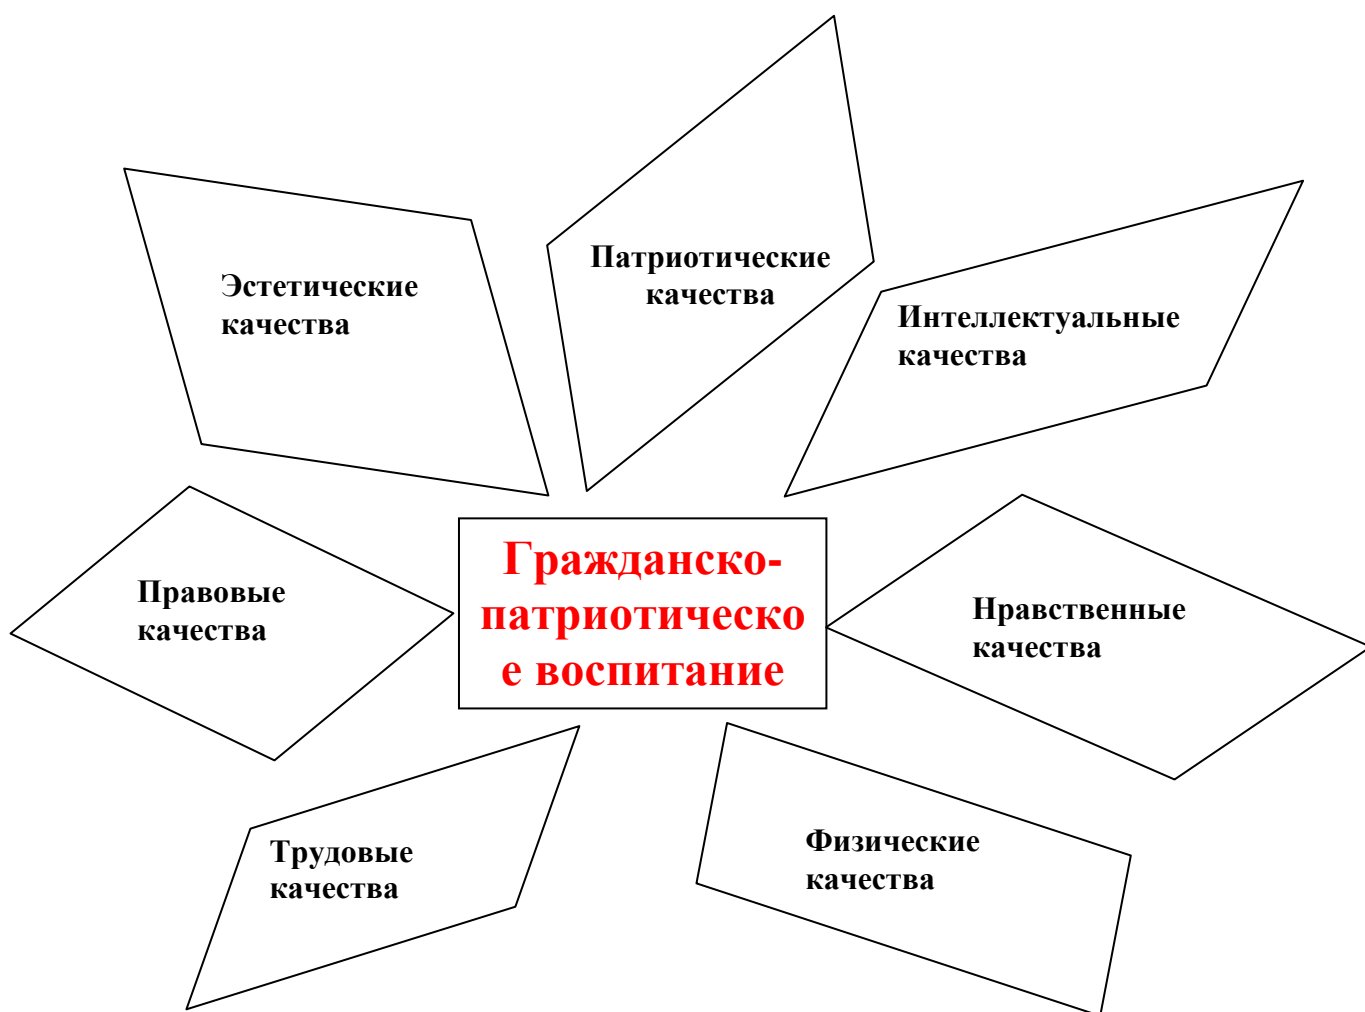 Патриотические
качества
Эстетические
качества
Интеллектуальные
качества
Гражданско-
патриотическо
е воспитание
Правовые
качества
Нравственные
качества
Трудовые
качества
Физические
качества